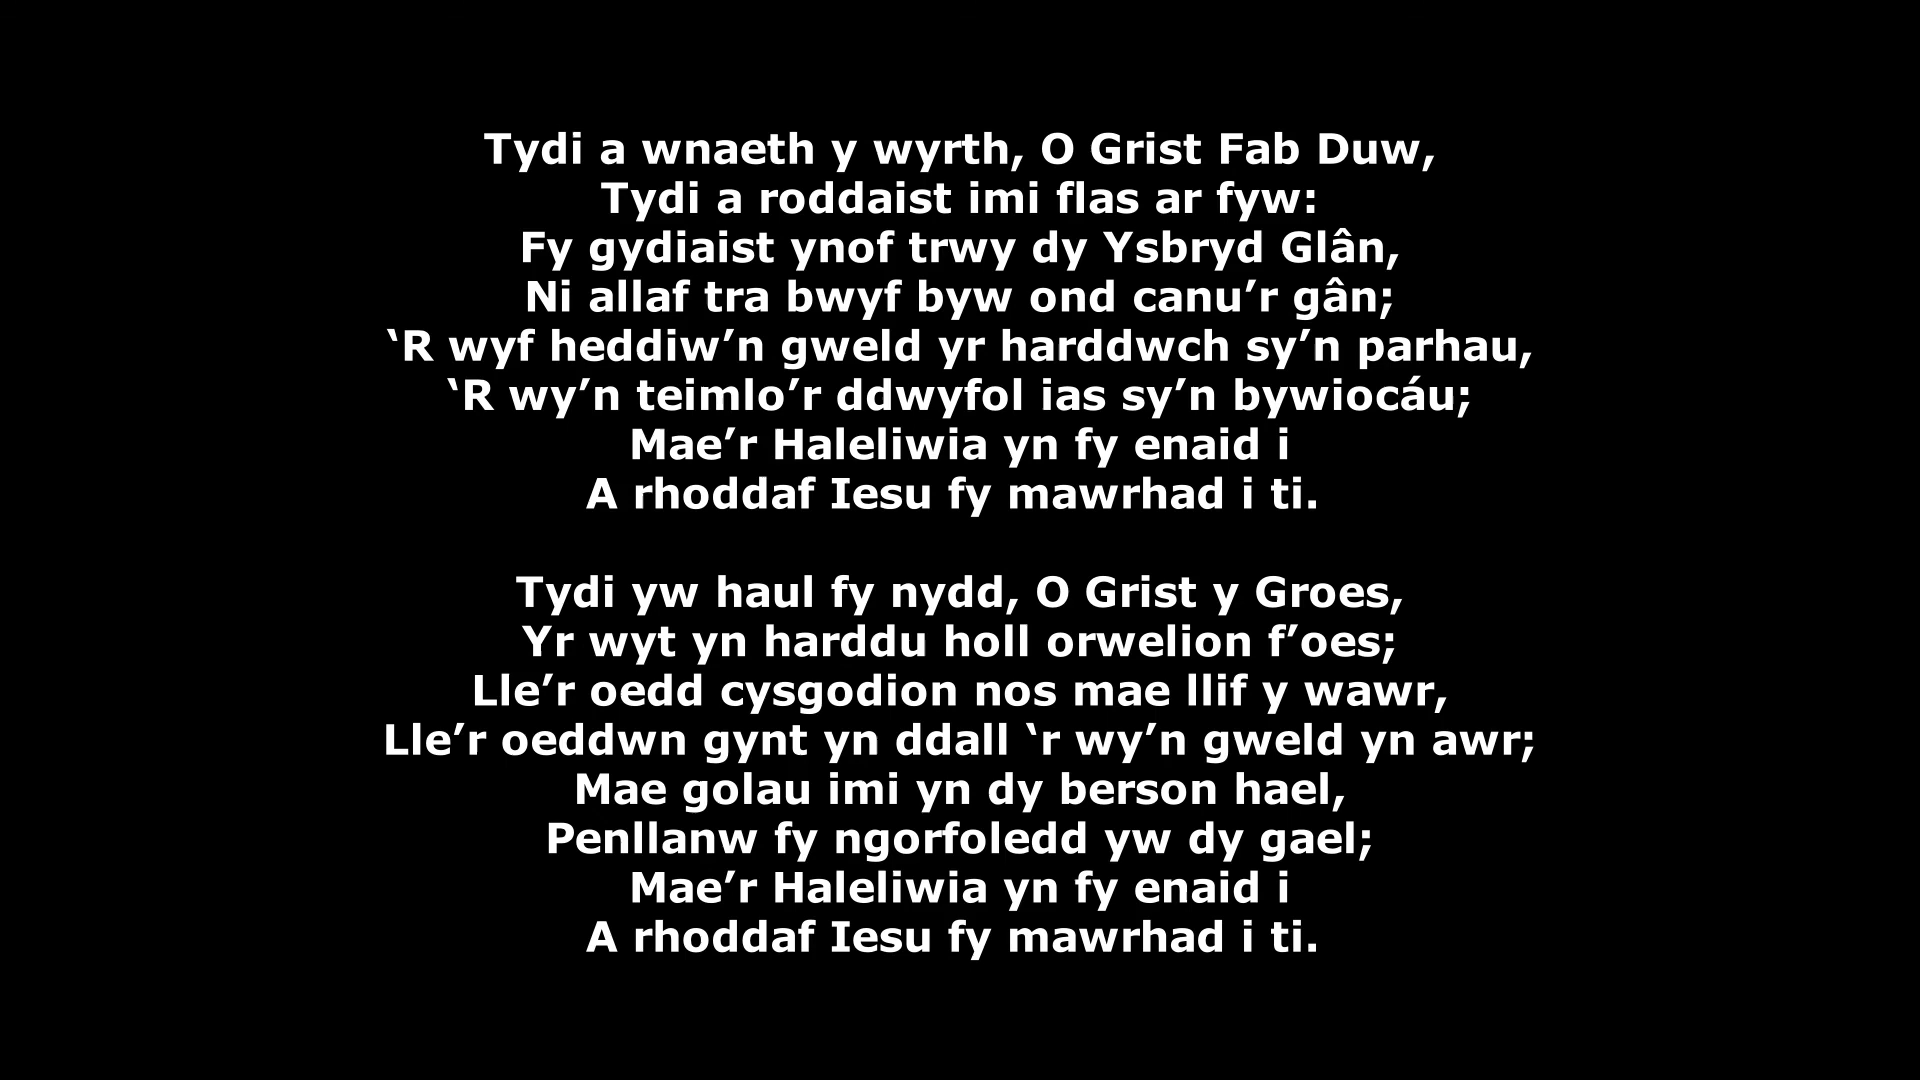 Tydi a wnaeth y wyrth, O Grist Fab Duw,
Tydi a roddaist imi flas ar fyw:
Fy gydiaist ynof trwy dy Ysbryd Glân,
Ni allaf tra bwyf byw ond canu’r gân;
‘R wyf heddiw’n gweld yr harddwch sy’n parhau,
‘R wy’n teimlo’r ddwyfol ias sy’n bywiocáu;
Mae’r Haleliwia yn fy enaid i
A rhoddaf Iesu fy mawrhad i ti.

Tydi yw haul fy nydd, O Grist y Groes,
Yr wyt yn harddu holl orwelion f’oes;
Lle’r oedd cysgodion nos mae llif y wawr,
Lle’r oeddwn gynt yn ddall ‘r wy’n gweld yn awr;
Mae golau imi yn dy berson hael,
Penllanw fy ngorfoledd yw dy gael;
Mae’r Haleliwia yn fy enaid i
A rhoddaf Iesu fy mawrhad i ti.